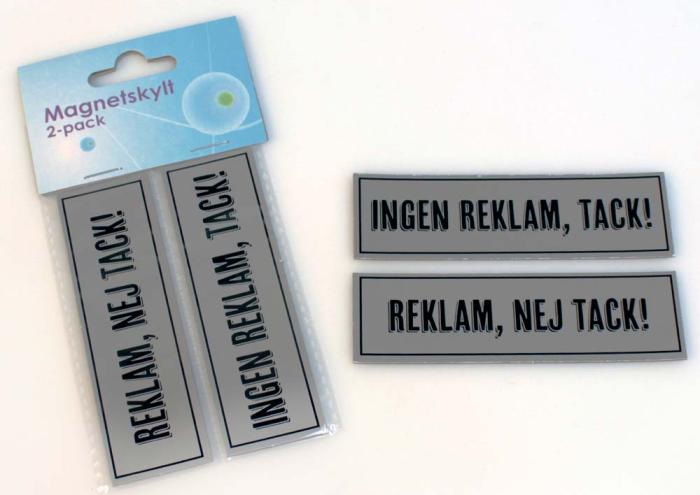 Magnetskylt
2-pack
REKLAM, NEJ TACK!
INGEN REKLAM, TACK!
INGEN REKLAM, TACK!
REKLAM, NEJ TACK!